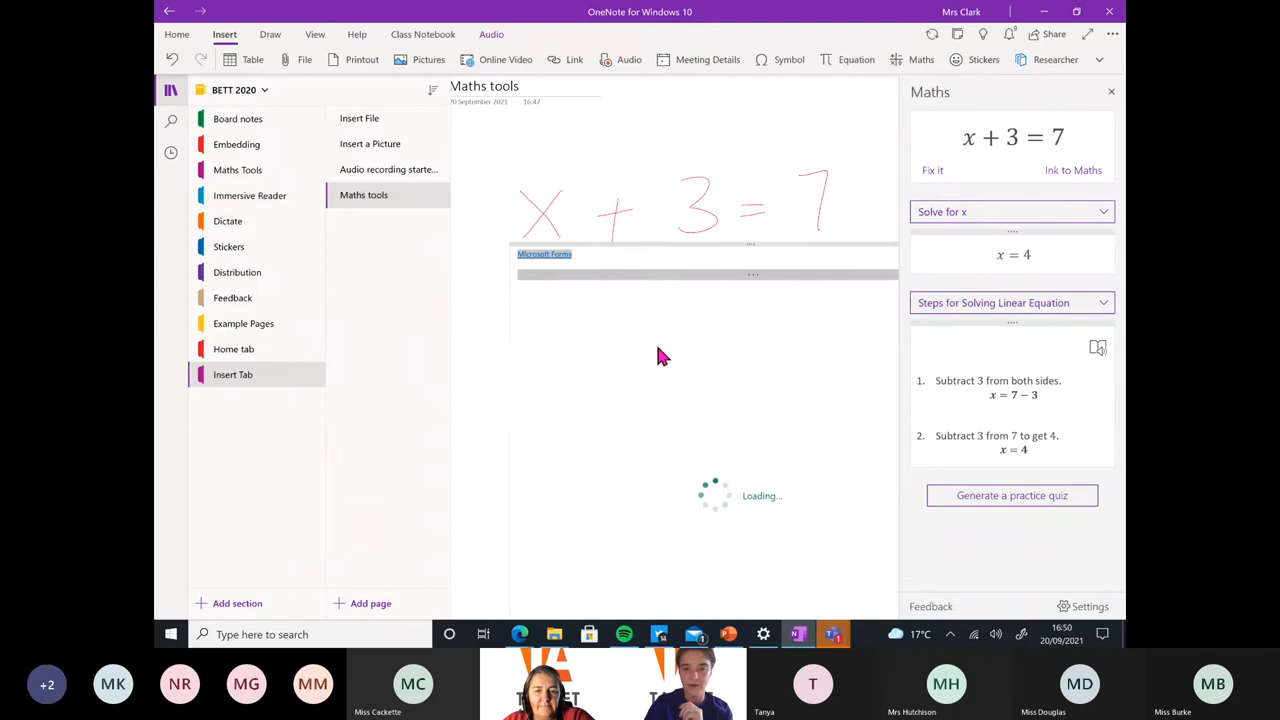 OneNote for Windows 10
Mrs Clark
Home Insert Draw View Help Class Notebook Audio
Share
Table File Printout Pictures Online Video Link Audio Meeting Details Symbol Equation Maths Stickers Researcher
BETT 2020
Board notes
Embedding
Maths Tools
Immersive Reader
Dictate
Stickers
Distribution
Feedback
Example Pages
Home tab
Insert Tab
Add section
Insert File
Insert a Picture
Audio recording starte...
Maths tools
Add page
Maths tools
20 September 2021 16:47
x + 3 = 7
Microsoft Forms
Loading...
Maths
x + 3 = 7
Fix it Ink to Maths
Solve for x
x = 4
Steps for Solving Linear Equation
1. Subtract 3 from both sides.
x = 7 − 3
2. Subtract 3 from 7 to get 4.
x = 4
Generate a practice quiz
Feedback Settings
Type here to search
14
1
1
17°C
16:50
20/09/2021
+2 MK NR MG MM MC T MH MD MB
Miss Cackette Tanya Mrs Hutchison Miss Douglas Miss Burke